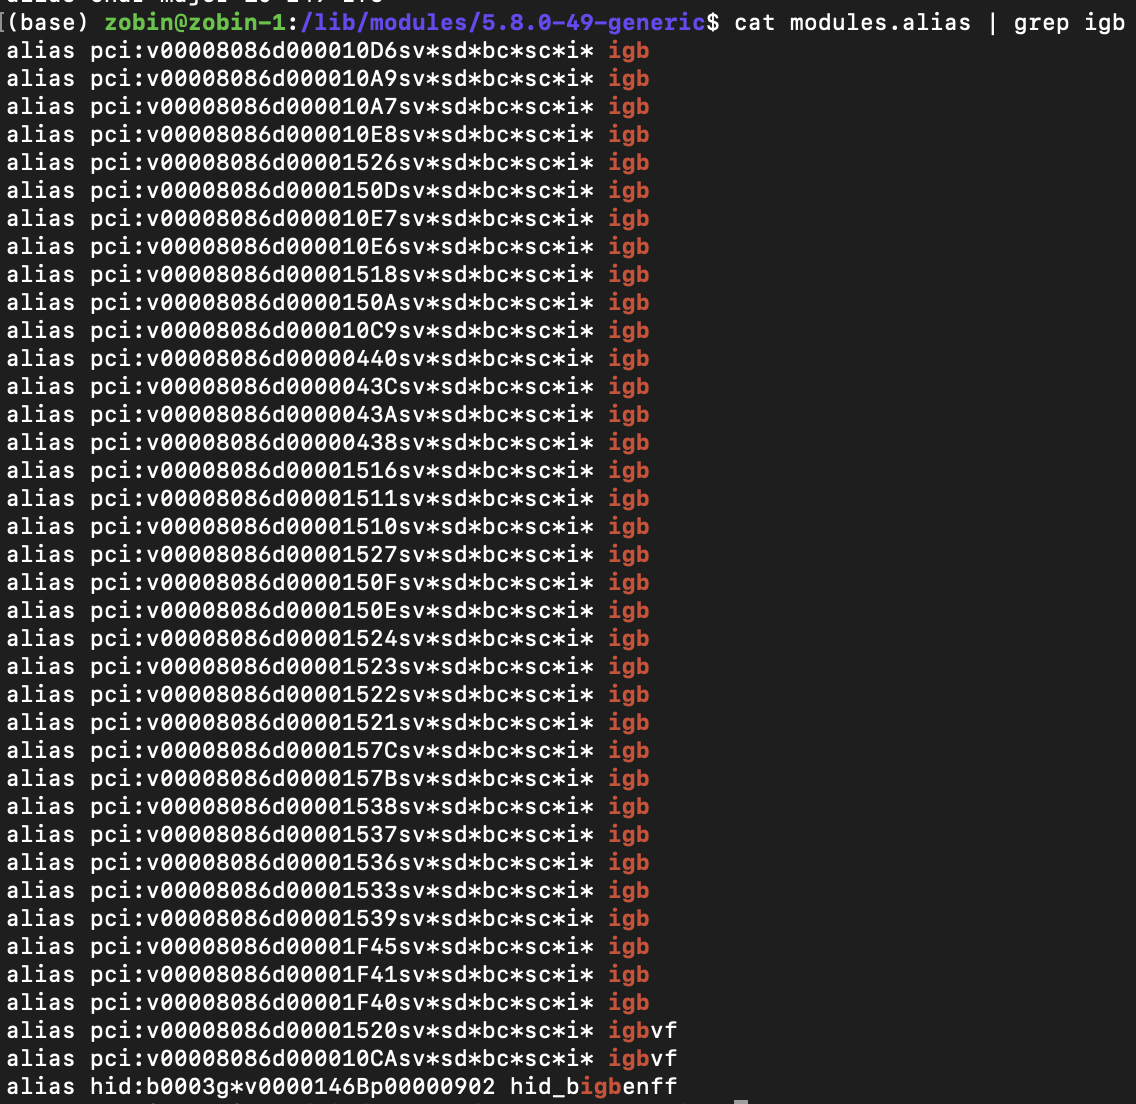 (base) zobin@zobin-1:/lib/modules/5.8.0-49-generic$ cat modules.alias | grep igb
alias pci:v00008086d000010D6sv*sd*bc*sc*i* igb
alias pci:v00008086d000010A9sv*sd*bc*sc*i* igb
alias pci:v00008086d000010A7sv*sd*bc*sc*i* igb
alias pci:v00008086d000010E8sv*sd*bc*sc*i* igb
alias pci:v00008086d00001526sv*sd*bc*sc*i* igb
alias pci:v00008086d0000150Dsv*sd*bc*sc*i* igb
alias pci:v00008086d000010E7sv*sd*bc*sc*i* igb
alias pci:v00008086d000010E6sv*sd*bc*sc*i* igb
alias pci:v00008086d00001518sv*sd*bc*sc*i* igb
alias pci:v00008086d0000150Asv*sd*bc*sc*i* igb
alias pci:v00008086d000010C9sv*sd*bc*sc*i* igb
alias pci:v00008086d00000440sv*sd*bc*sc*i* igb
alias pci:v00008086d0000043Csv*sd*bc*sc*i* igb
alias pci:v00008086d0000043Asv*sd*bc*sc*i* igb
alias pci:v00008086d00000438sv*sd*bc*sc*i* igb
alias pci:v00008086d00001516sv*sd*bc*sc*i* igb
alias pci:v00008086d00001511sv*sd*bc*sc*i* igb
alias pci:v00008086d00001510sv*sd*bc*sc*i* igb
alias pci:v00008086d00001527sv*sd*bc*sc*i* igb
alias pci:v00008086d0000150Fsv*sd*bc*sc*i* igb
alias pci:v00008086d0000150Esv*sd*bc*sc*i* igb
alias pci:v00008086d00001524sv*sd*bc*sc*i* igb
alias pci:v00008086d00001523sv*sd*bc*sc*i* igb
alias pci:v00008086d00001522sv*sd*bc*sc*i* igb
alias pci:v00008086d00001521sv*sd*bc*sc*i* igb
alias pci:v00008086d0000157Csv*sd*bc*sc*i* igb
alias pci:v00008086d0000157Bsv*sd*bc*sc*i* igb
alias pci:v00008086d00001538sv*sd*bc*sc*i* igb
alias pci:v00008086d00001537sv*sd*bc*sc*i* igb
alias pci:v00008086d00001536sv*sd*bc*sc*i* igb
alias pci:v00008086d00001533sv*sd*bc*sc*i* igb
alias pci:v00008086d00001539sv*sd*bc*sc*i* igb
alias pci:v00008086d00001F45sv*sd*bc*sc*i* igb
alias pci:v00008086d00001F41sv*sd*bc*sc*i* igb
alias pci:v00008086d00001F40sv*sd*bc*sc*i* igb
alias pci:v00008086d00001520sv*sd*bc*sc*i* igbvf
alias pci:v00008086d000010CAsv*sd*bc*sc*i* igbvf
alias hid:b0003g*v0000146Bp00000902 hid_bigbenff